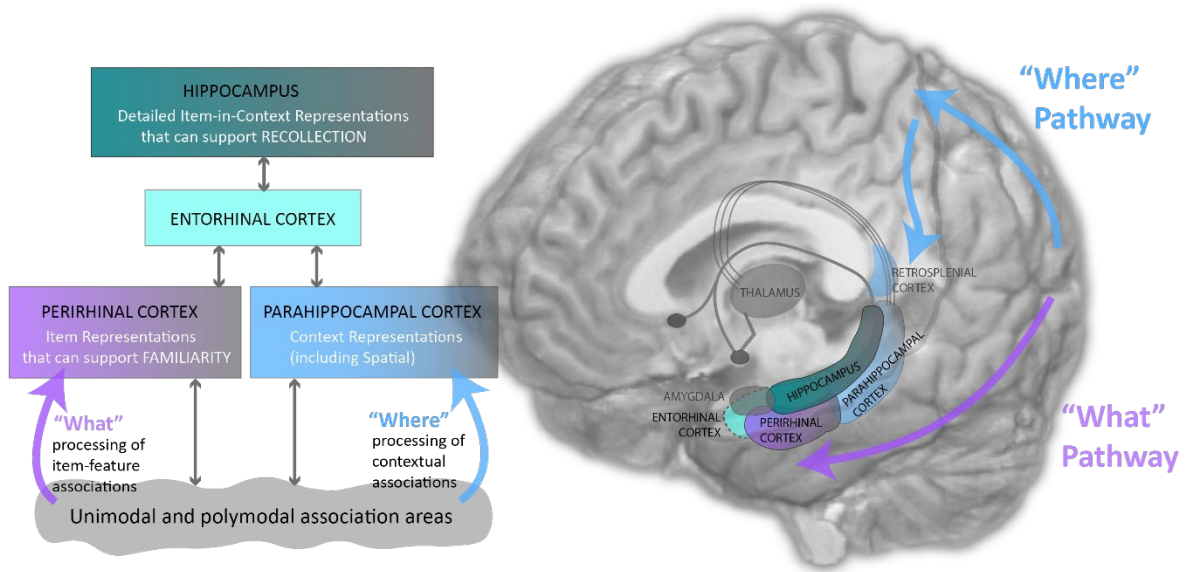 HIPPOCAMPUS
Detailed Item-in-Context Representations
that can support RECOLLECTION
ENTORHINAL CORTEX
PERIRHINAL CORTEX
Item Representations
that can support FAMILIARITY
PARAHIPPOCAMPAL CORTEX
Context Representations
(including Spatial)
“What”
processing of
item-feature
associations
“Where”
processing of
contextual
associations
Unimodal and polymodal association areas
“Where”
Pathway
RETROSPLENIAL
CORTEX
THALAMUS
HIPPOCAMPUS
PARAHIPPOCAMPAL
CORTEX
AMYGDALA
ENTORHINAL
CORTEX
PERIRHINAL
CORTEX
“What”
Pathway